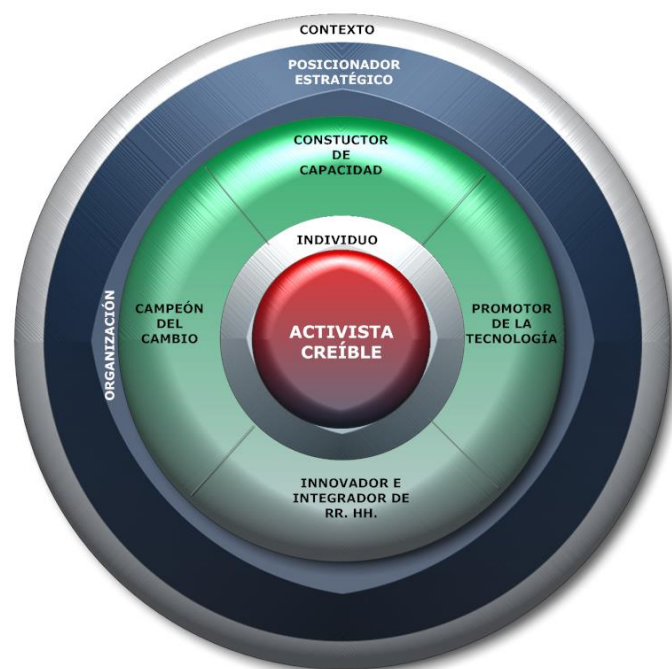 CONTEXTO
POSICIONADOR
ESTRATÉGICO
CONSTUCTOR
DE
CAPACIDAD
INDIVIDUO
ORGANIZACIÓN
CAMPEÓN
DEL
CAMBIO
ACTIVISTA
CREÍBLE
PROMOTOR
DE LA
TECNOLOGÍA
INNOVADOR E
INTEGRADOR DE
RR. HH.